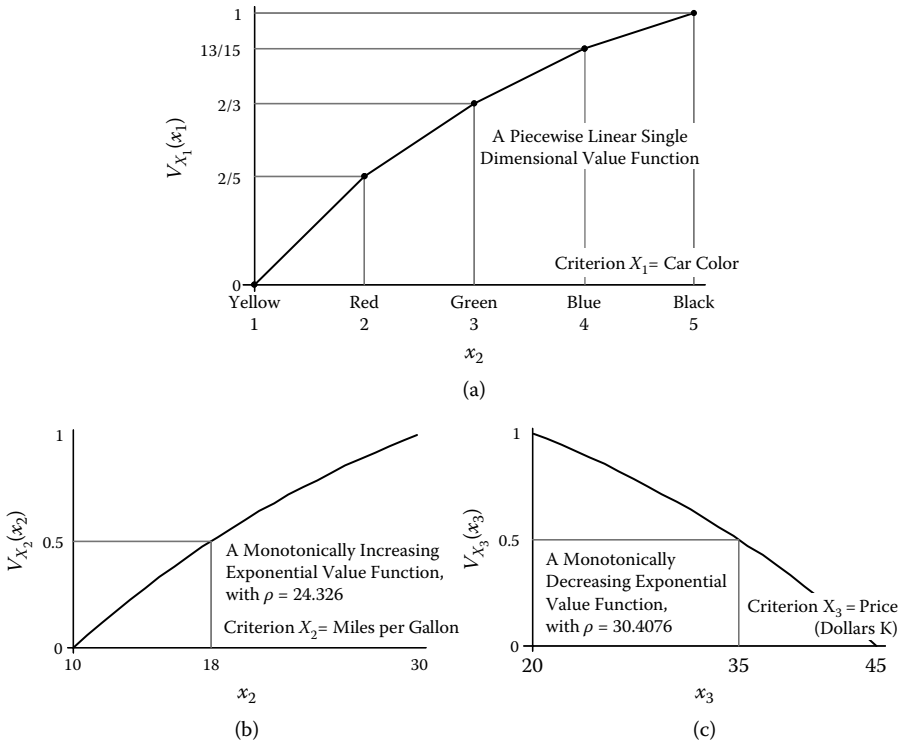 1
13/15
2/3
2/5
0
V_{X_1}(x_1)
A Piecewise Linear Single
Dimensional Value Function
Criterion X_1= Car Color
Yellow Red Green Blue Black
1 2 3 4 5
x_2
(a)
1
0.5
0
V_{X_2}(x_2)
A Monotonically Increasing
Exponential Value Function,
with ρ = 24.326
Criterion X_2= Miles per Gallon
10 18 30
x_2
(b)
1
0.5
0
V_{X_3}(x_3)
A Monotonically
Decreasing Exponential
Value Function,
with ρ = 30.4076
Criterion X_3 = Price
(Dollars K)
20 35 45
x_3
(c)